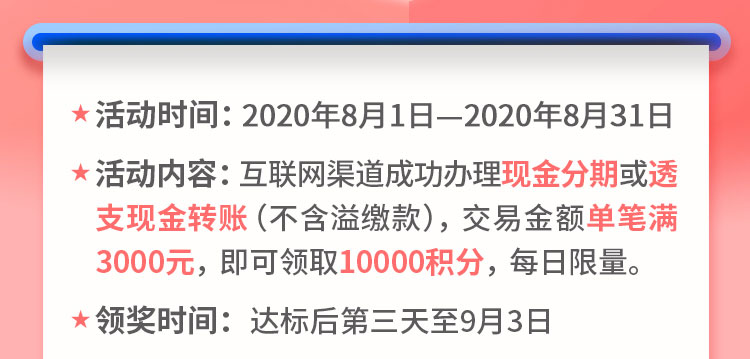 ★活动时间：2020年8月1日—2020年8月31日
★活动内容：互联网渠道成功办理现金分期或透
支现金转账（不含溢缴款），交易金额单笔满
3000元，即可领取10000积分，每日限量。
★领奖时间：达标后第三天至9月3日